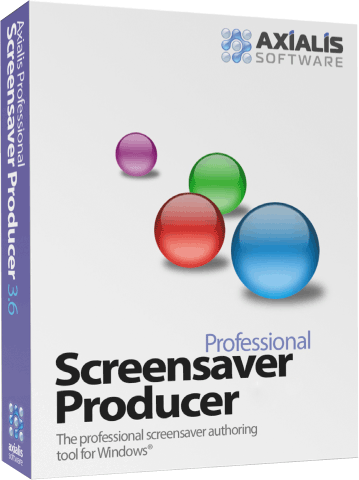 AXIALIS
SOFTWARE
Professional
Screensaver
Producer
The professional screensaver authoring
tool for Windows®
Axialis Professional
Screensaver Producer 3.6
axialis
software